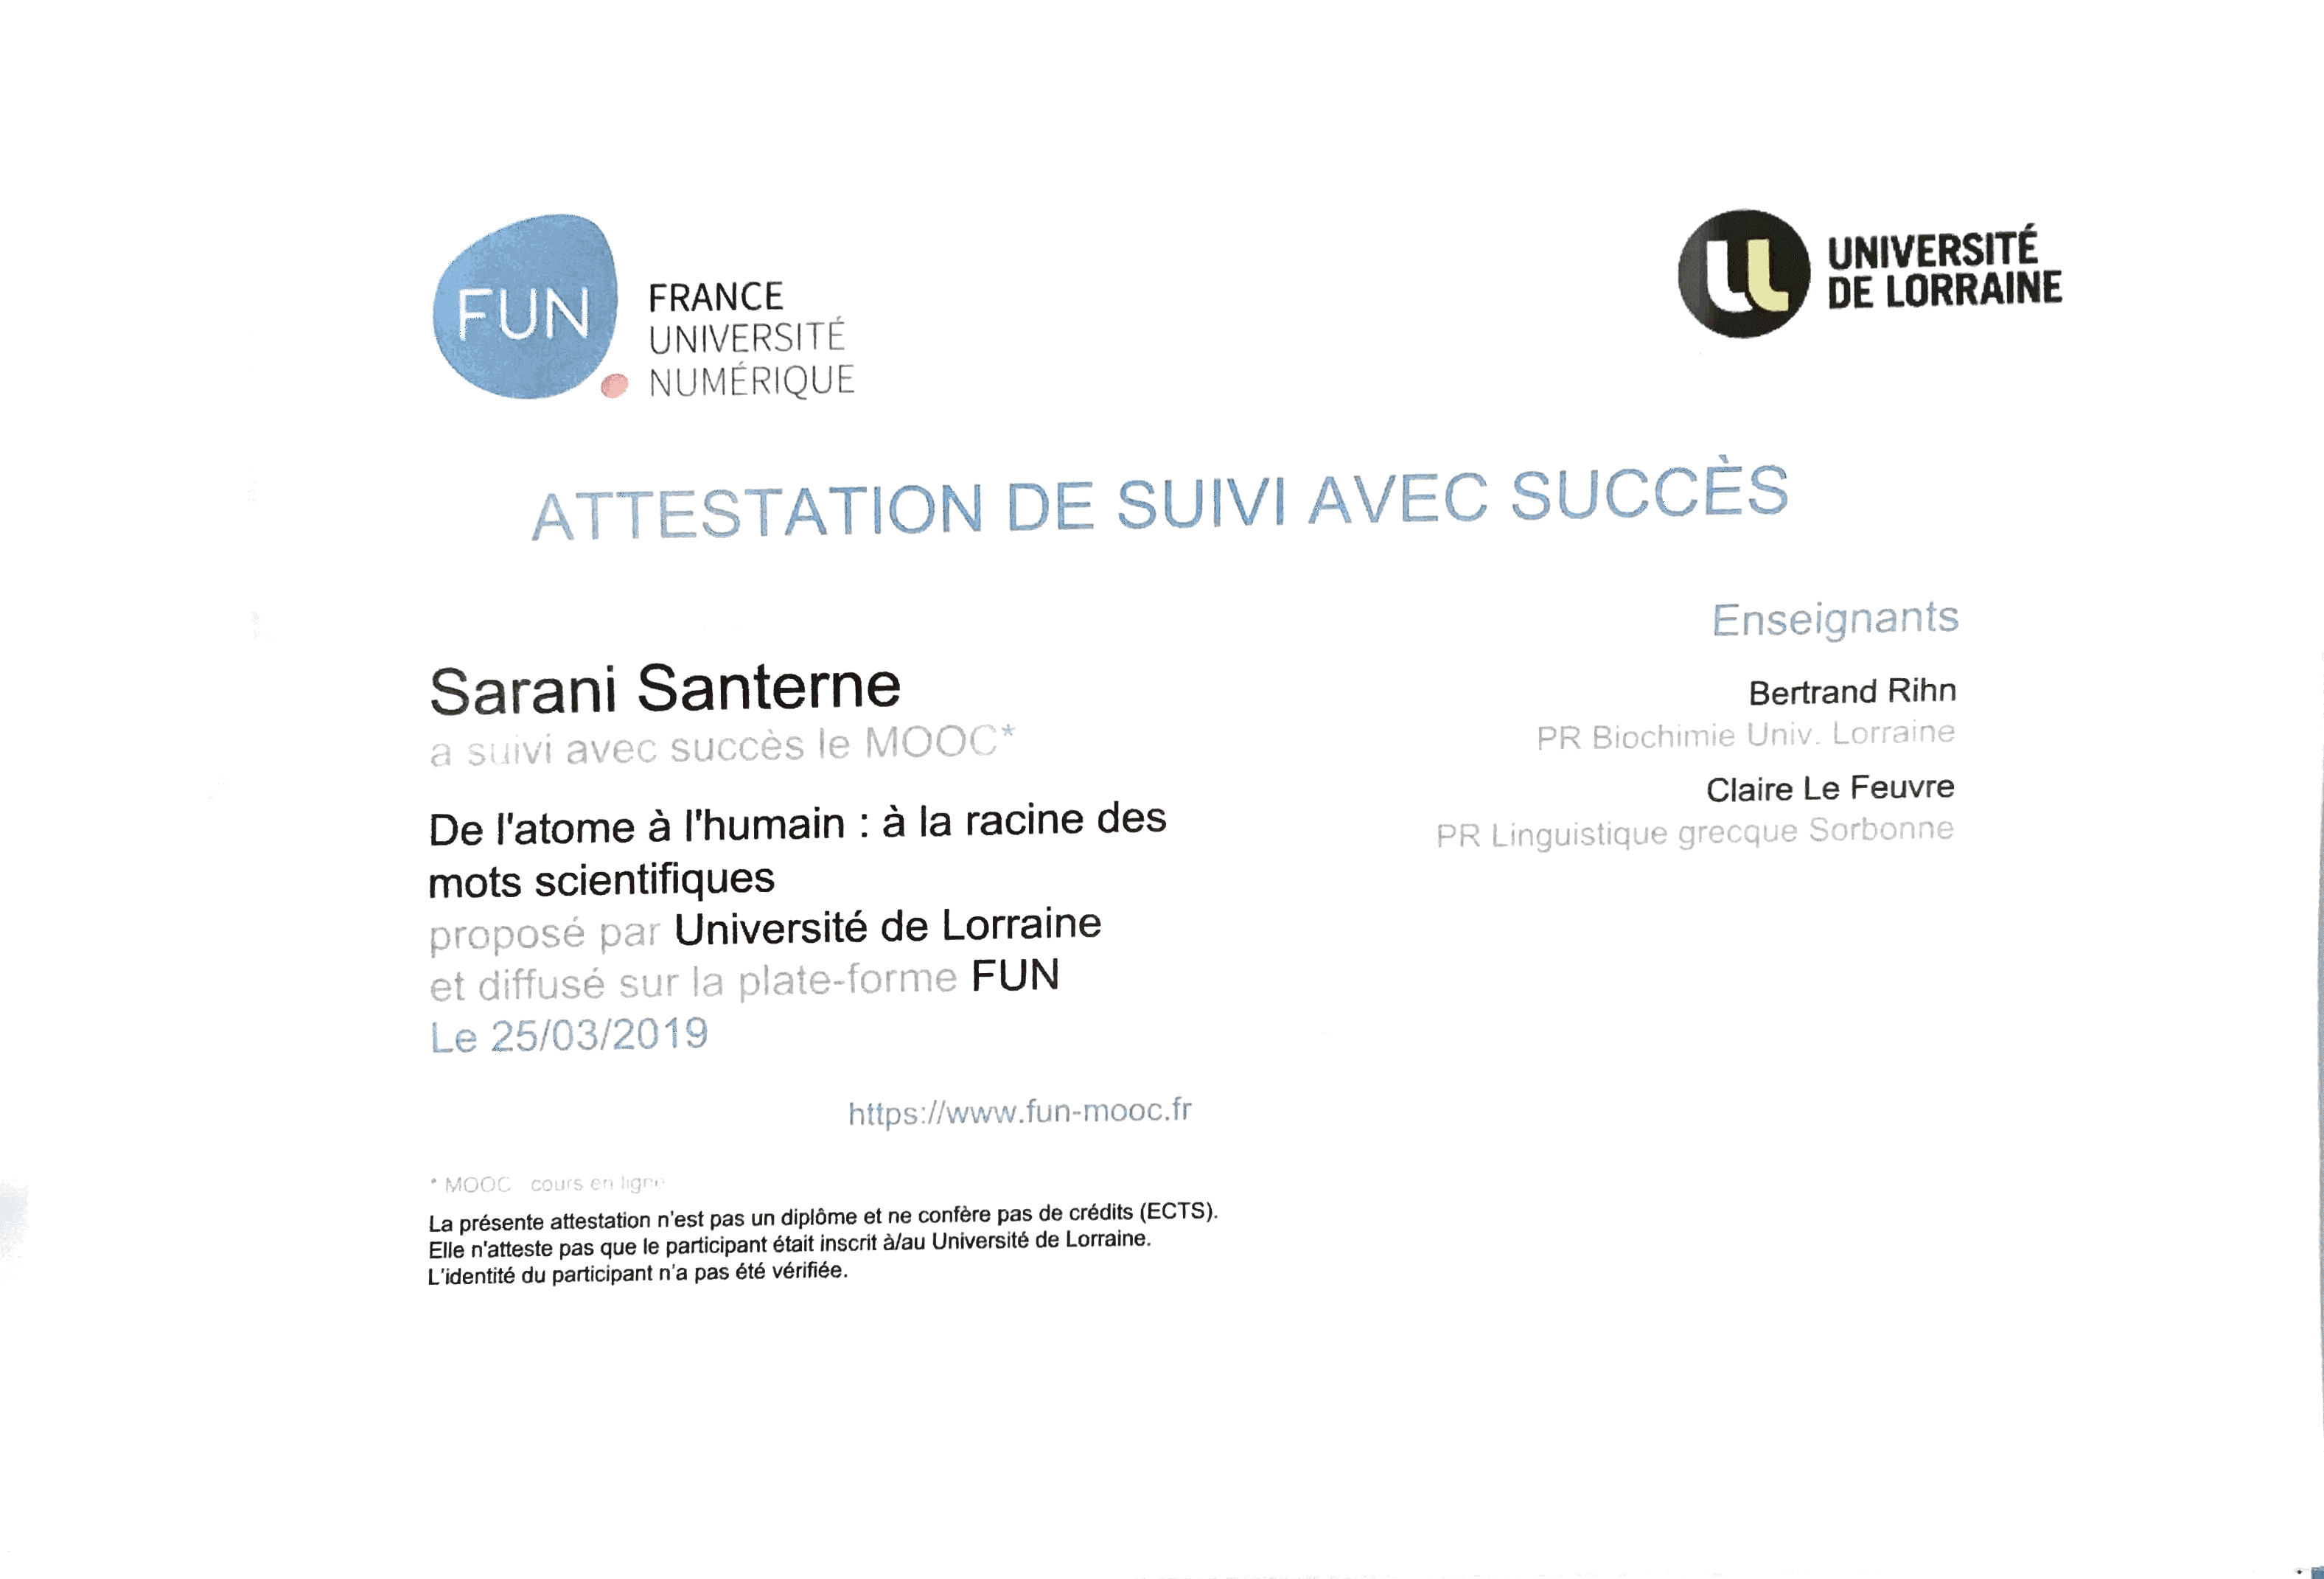 FUN
FRANCE
UNIVERSITÉ
NUMÉRIQUE
UNIVERSITÉ
DE LORRAINE
ATTESTATION DE SUIVI AVEC SUCCÈS
Sarani Santerne
a suivi avec succès le MOOC*
De l'atome à l'humain : à la racine des
mots scientifiques
proposé par Université de Lorraine
et diffusé sur la plate-forme FUN
Le 25/03/2019
Enseignants
Bertrand Rihn
PR Biochimie Univ. Lorraine
Claire Le Feuvre
PR Linguistique grecque Sorbonne
https://www.fun-mooc.fr
* MOOC cours en ligne
La présente attestation n'est pas un diplôme et ne confère pas de crédits (ECTS).
Elle n'atteste pas que le participant était inscrit à/au Université de Lorraine.
L'identité du participant n'a pas été vérifiée.